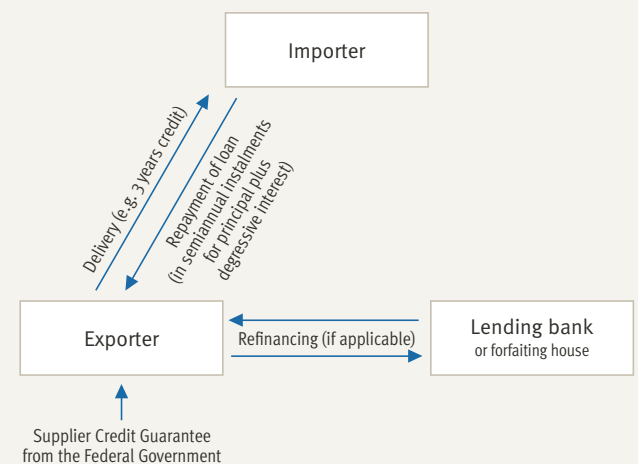 Importer
Delivery (e.g. 3 years credit)
Repayment of loan
(in semiannual instalments
for principal plus
degressive interest)
Exporter
Refinancing (if applicable)
Lending bank
or forfaiting house
Supplier Credit Guarantee
from the Federal Government